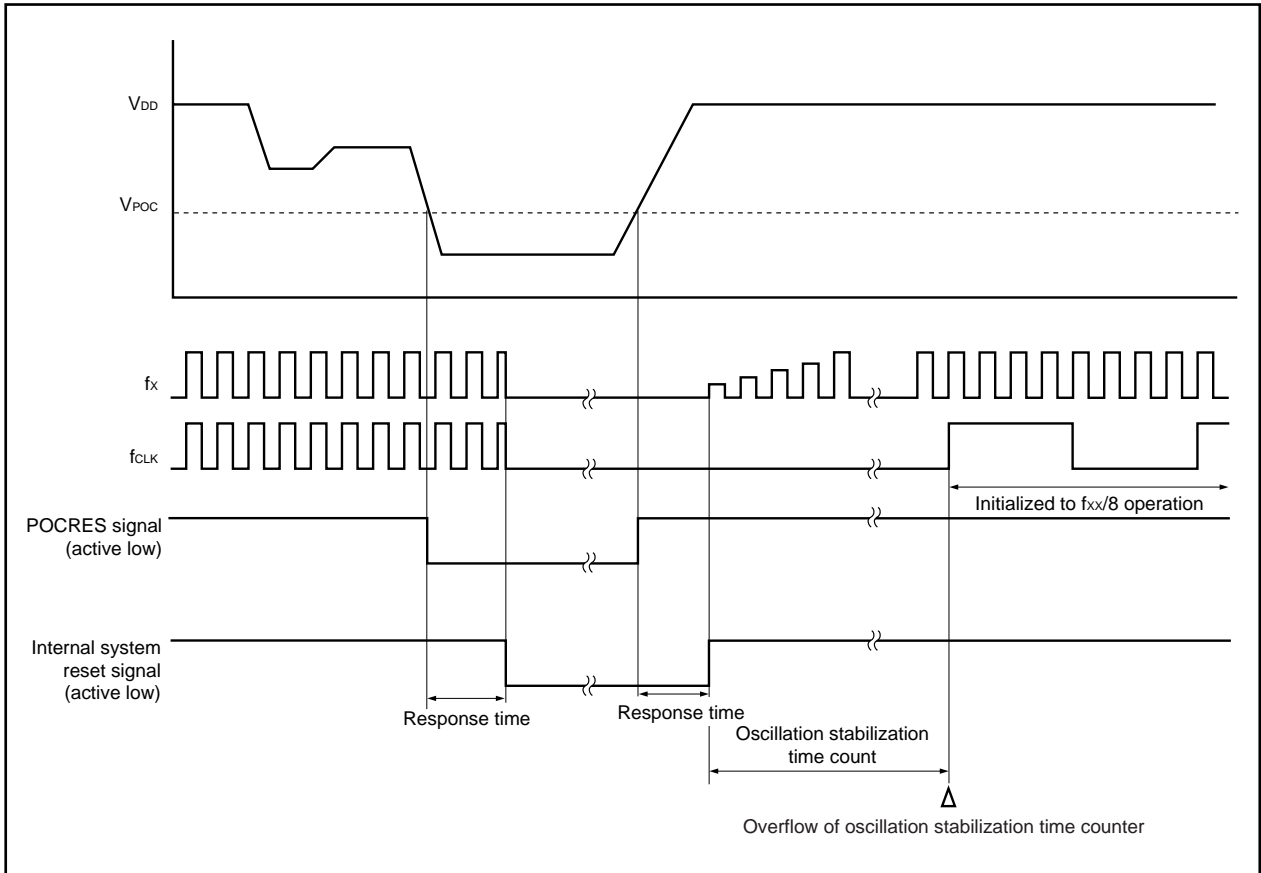 VDD
VPOC
fX
fCLK
Initialized to fXX/8 operation
POCRES signal
(active low)
Internal system
reset signal
(active low)
Response time
Response time
Oscillation stabilization
time count
Overflow of oscillation stabilization time counter